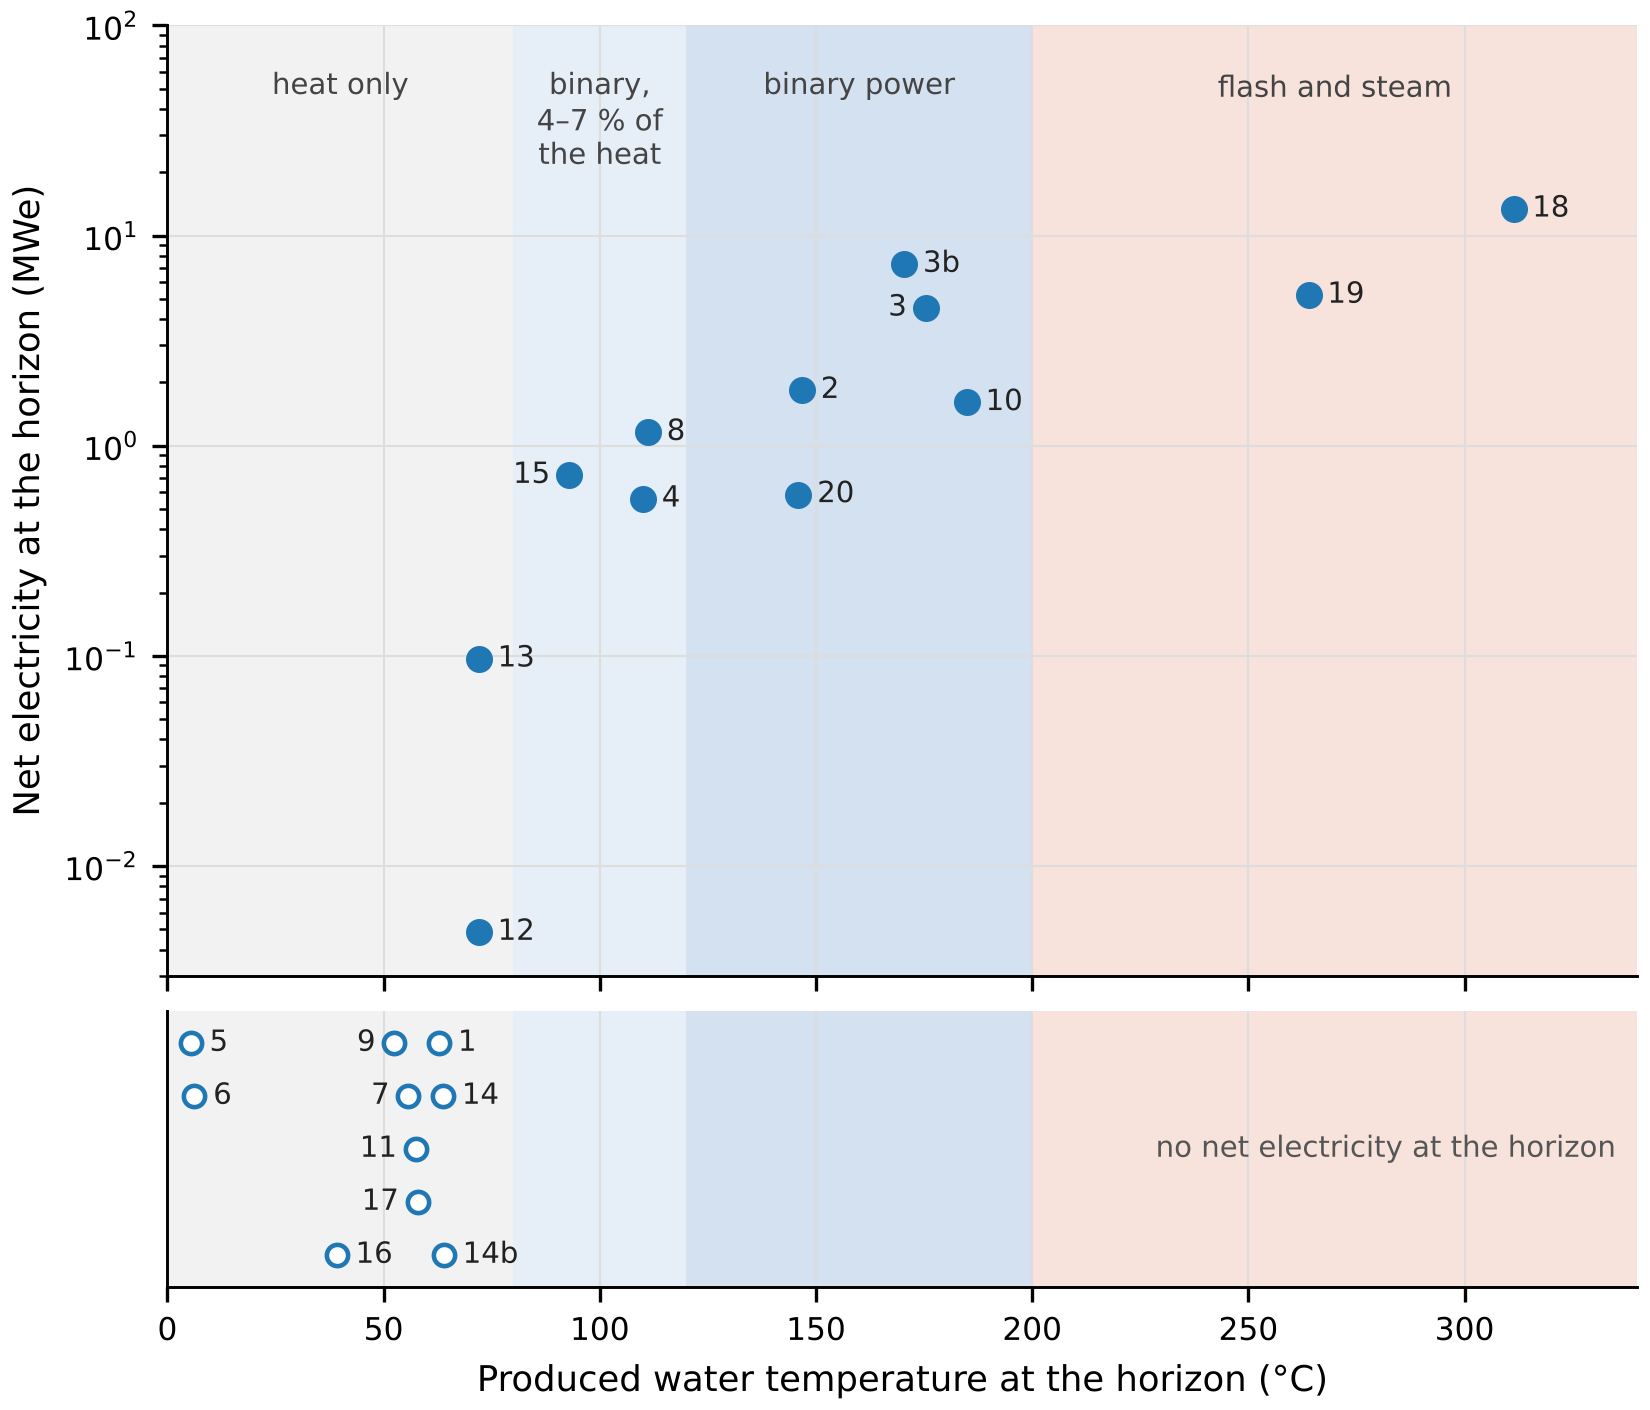 Net electricity at the horizon (MWe)
10²
10¹
10⁰
10⁻¹
10⁻²
heat only
binary,
4–7 % of
the heat
binary power
flash and steam
18
3b
19
3
2
10
8
15
4
20
13
12
5
9
1
6
7
14
11
no net electricity at the horizon
17
16
14b
0
50
100
150
200
250
300
Produced water temperature at the horizon (°C)